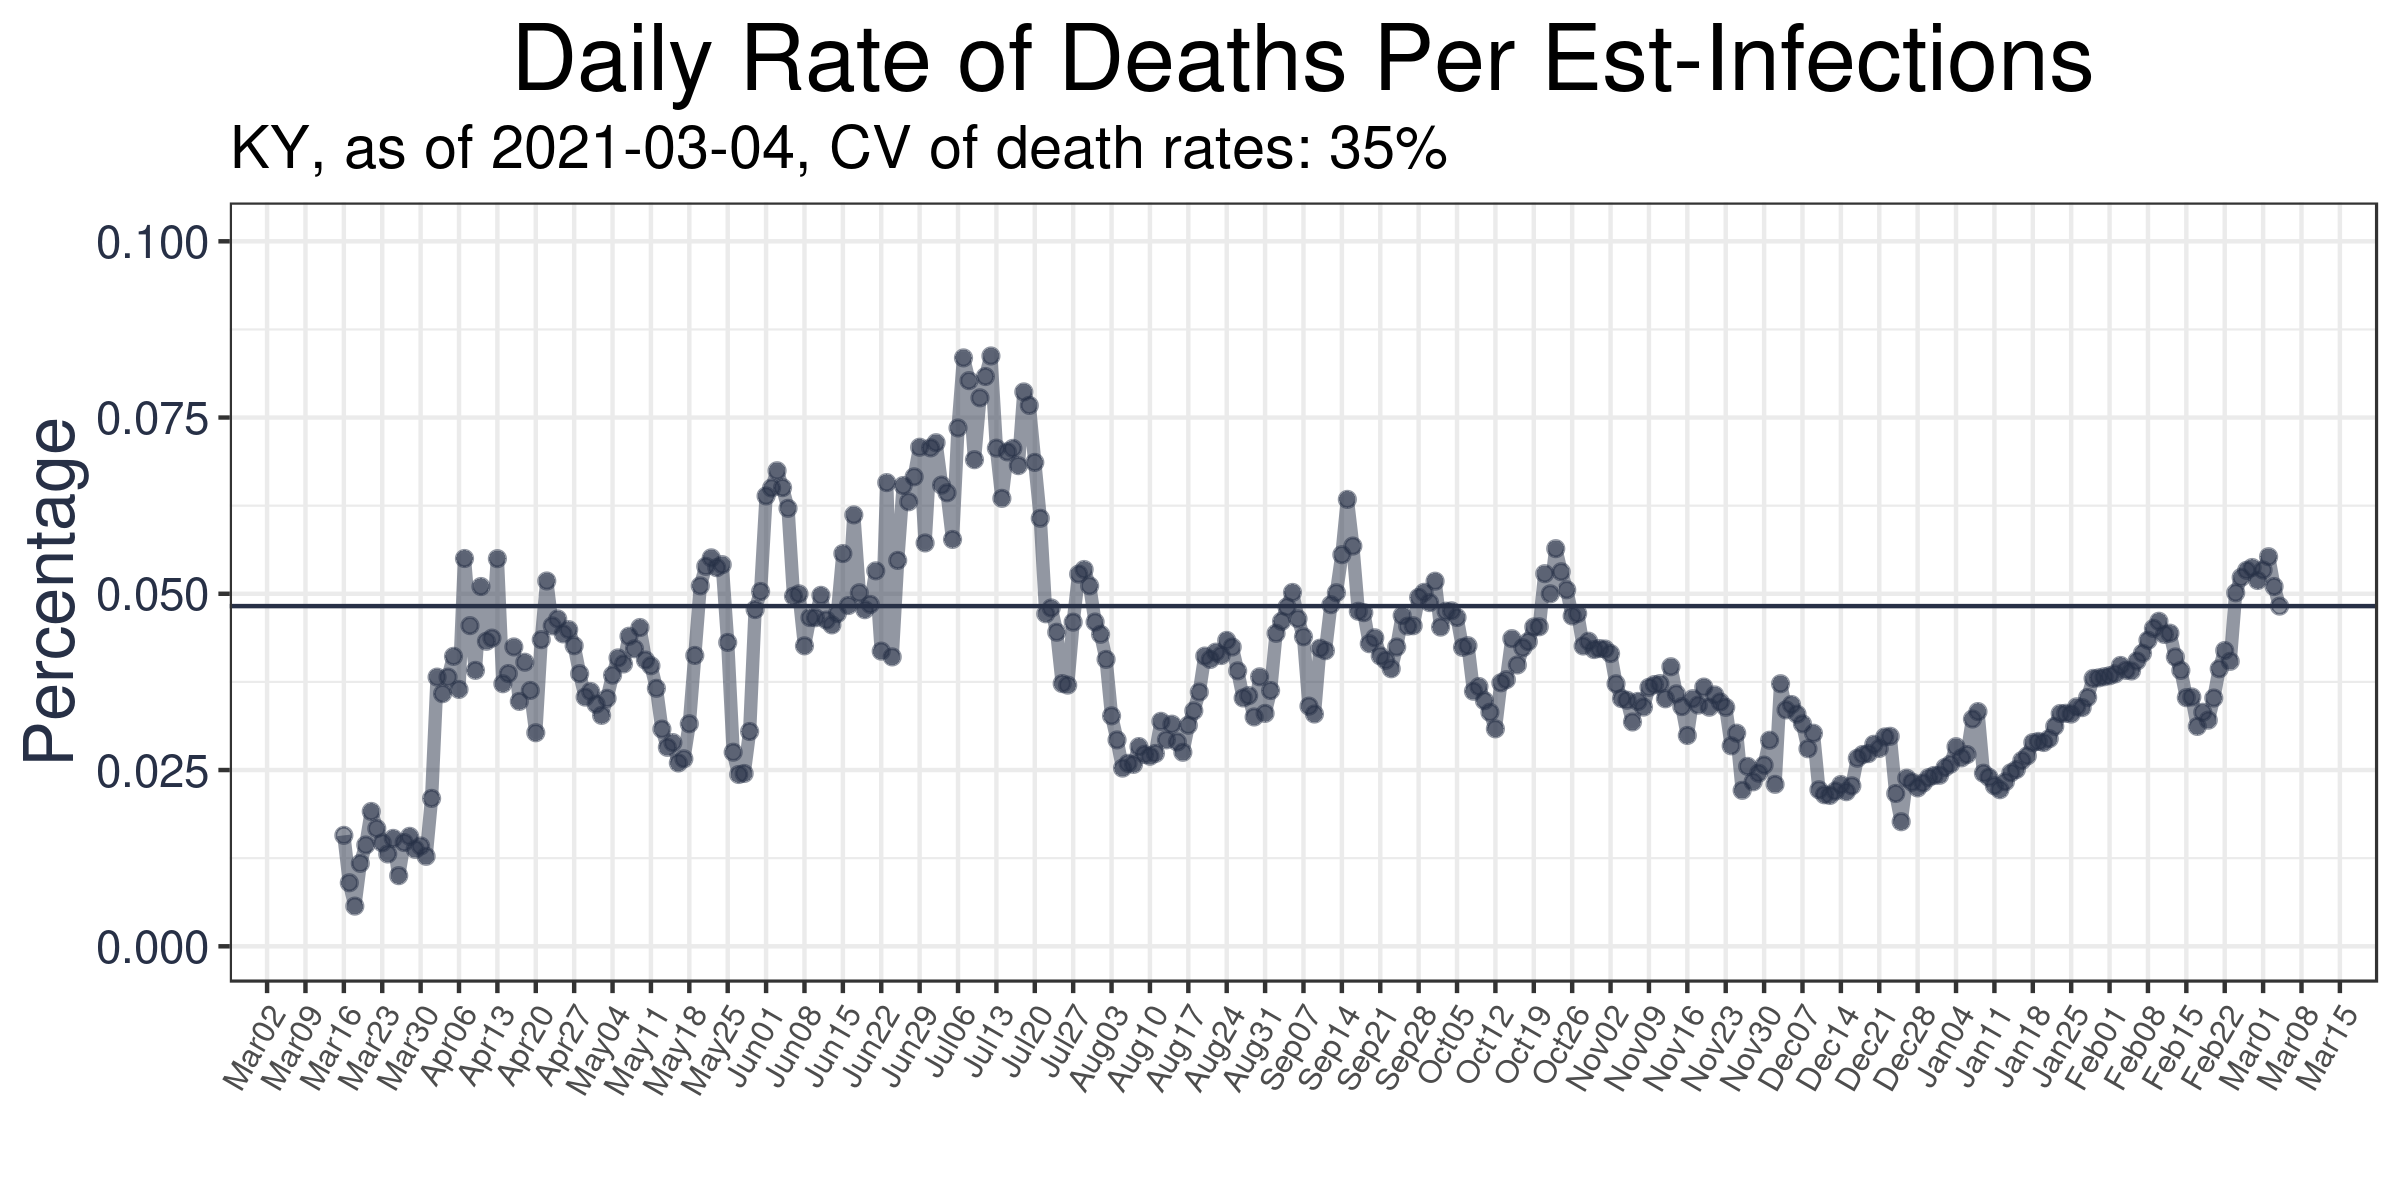 Daily Rate of Deaths Per Est-Infections
KY, as of 2021-03-04, CV of death rates: 35%
Percentage
0.100
0.075
0.050
0.025
0.000
Mar02
Mar09
Mar16
Mar23
Mar30
Apr06
Apr13
Apr20
Apr27
May04
May11
May18
May25
Jun01
Jun08
Jun15
Jun22
Jun29
Jul06
Jul13
Jul20
Jul27
Aug03
Aug10
Aug17
Aug24
Aug31
Sep07
Sep14
Sep21
Sep28
Oct05
Oct12
Oct19
Oct26
Nov02
Nov09
Nov16
Nov23
Nov30
Dec07
Dec14
Dec21
Dec28
Jan04
Jan11
Jan18
Jan25
Feb01
Feb08
Feb15
Feb22
Mar01
Mar08
Mar15